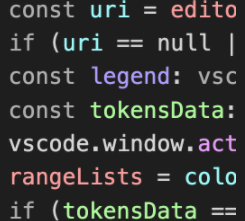 const uri = edito
if (uri == null |
const legend: vsc
const tokensData:
vscode.window.act
rangeLists = colo
if (tokensData ==